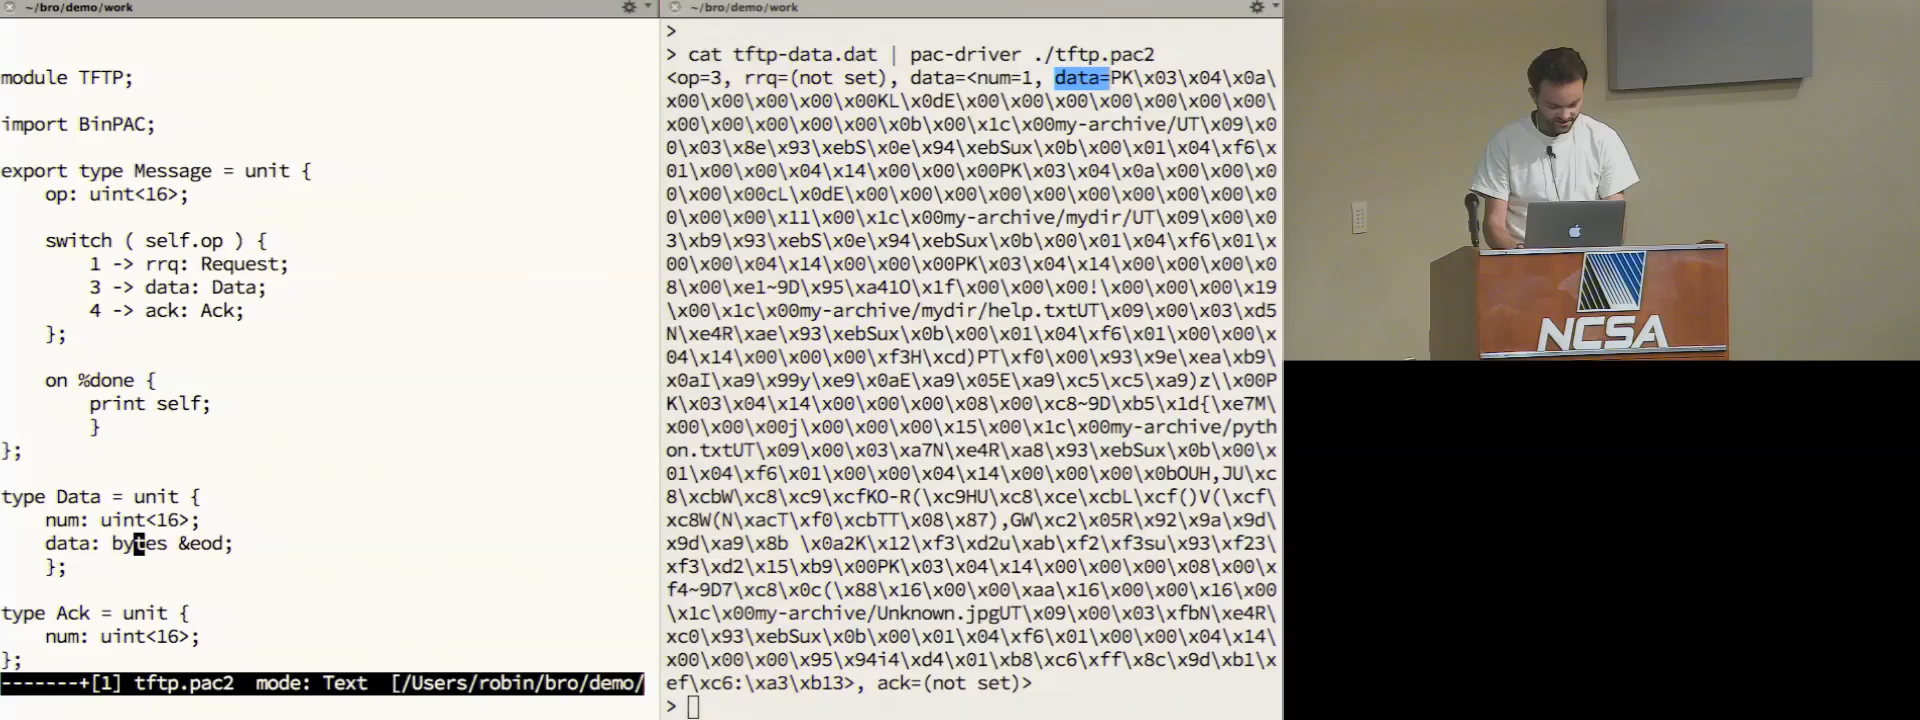 ~/bro/demo/work
module TFTP;
import BinPAC;
export type Message = unit {
op: uint<16>;
switch ( self.op ) {
1 -> rrq: Request;
3 -> data: Data;
4 -> ack: Ack;
};
on %done {
print self;
}
};
type Data = unit {
num: uint<16>;
data: bytes &eod;
};
type Ack = unit {
num: uint<16>;
};
-------+[1] tftp.pac2  mode: Text  [/Users/robin/bro/demo/
~/bro/demo/work
>
> cat tftp-data.dat | pac-driver ./tftp.pac2
<op=3, rrq=(not set), data=<num=1, data=PK\x03\x04\x0a\
x00\x00\x00\x00\x00KL\x0dE\x00\x00\x00\x00\x00\x00\x00\
x00\x00\x00\x00\x00\x0b\x00\x1c\x00my-archive/UT\x09\x0
0\x03\x8e\x93\xebS\x0e\x94\xebSux\x0b\x00\x01\x04\xf6\x
01\x00\x00\x04\x14\x00\x00\x00PK\x03\x04\x0a\x00\x00\x0
0\x00\x00cL\x0dE\x00\x00\x00\x00\x00\x00\x00\x00\x00\x0
0\x00\x00\x11\x00\x1c\x00my-archive/mydir/UT\x09\x00\x0
3\xb9\x93\xebS\x0e\x94\xebSux\x0b\x00\x01\x04\xf6\x01\x
00\x00\x04\x14\x00\x00\x00PK\x03\x04\x14\x00\x00\x00\x0
8\x00\xe1~9D\x95\xa41O\x1f\x00\x00\x00!\x00\x00\x00\x19
\x00\x1c\x00my-archive/mydir/help.txtUT\x09\x00\x03\xd5
N\xe4R\xae\x93\xebSux\x0b\x00\x01\x04\xf6\x01\x00\x00\x
04\x14\x00\x00\x00\xf3H\xcd)PT\xf0\x00\x93\x9e\xea\xb9\
x0aI\xa9\x99y\xe9\x0aE\xa9\x05E\xa9\xc5\xc5\xa9)z\\x00P
K\x03\x04\x14\x00\x00\x00\x08\x00\xc8~9D\xb5\x1d{\xe7M\
x00\x00\x00j\x00\x00\x00\x15\x00\x1c\x00my-archive/pyth
on.txtUT\x09\x00\x03\xa7N\xe4R\xa8\x93\xebSux\x0b\x00\x
01\x04\xf6\x01\x00\x00\x04\x14\x00\x00\x00\x0bOUH,JU\xc
8\xcbW\xc8\xc9\xcfKO-R(\xc9HU\xc8\xce\xcbL\xcf()V(\xcf\
xc8W(N\xacT\xf0\xcbTT\x08\x87),GW\xc2\x05R\x92\x9a\x9d\
x9d\xa9\x8b \x0a2K\x12\xf3\xd2u\xab\xf2\xf3su\x93\xf23\
xf3\xd2\x15\xb9\x00PK\x03\x04\x14\x00\x00\x00\x08\x00\x
f4~9D7\xc8\x0c(\x88\x16\x00\x00\xaa\x16\x00\x00\x16\x00
\x1c\x00my-archive/Unknown.jpgUT\x09\x00\x03\xfbN\xe4R\
xc0\x93\xebSux\x0b\x00\x01\x04\xf6\x01\x00\x00\x04\x14\
x00\x00\x00\x95\x94i4\xd4\x01\xb8\xc6\xff\x8c\x9d\xb1\x
ef\xc6:\xa3\xb13>, ack=(not set)>
>
NCSA